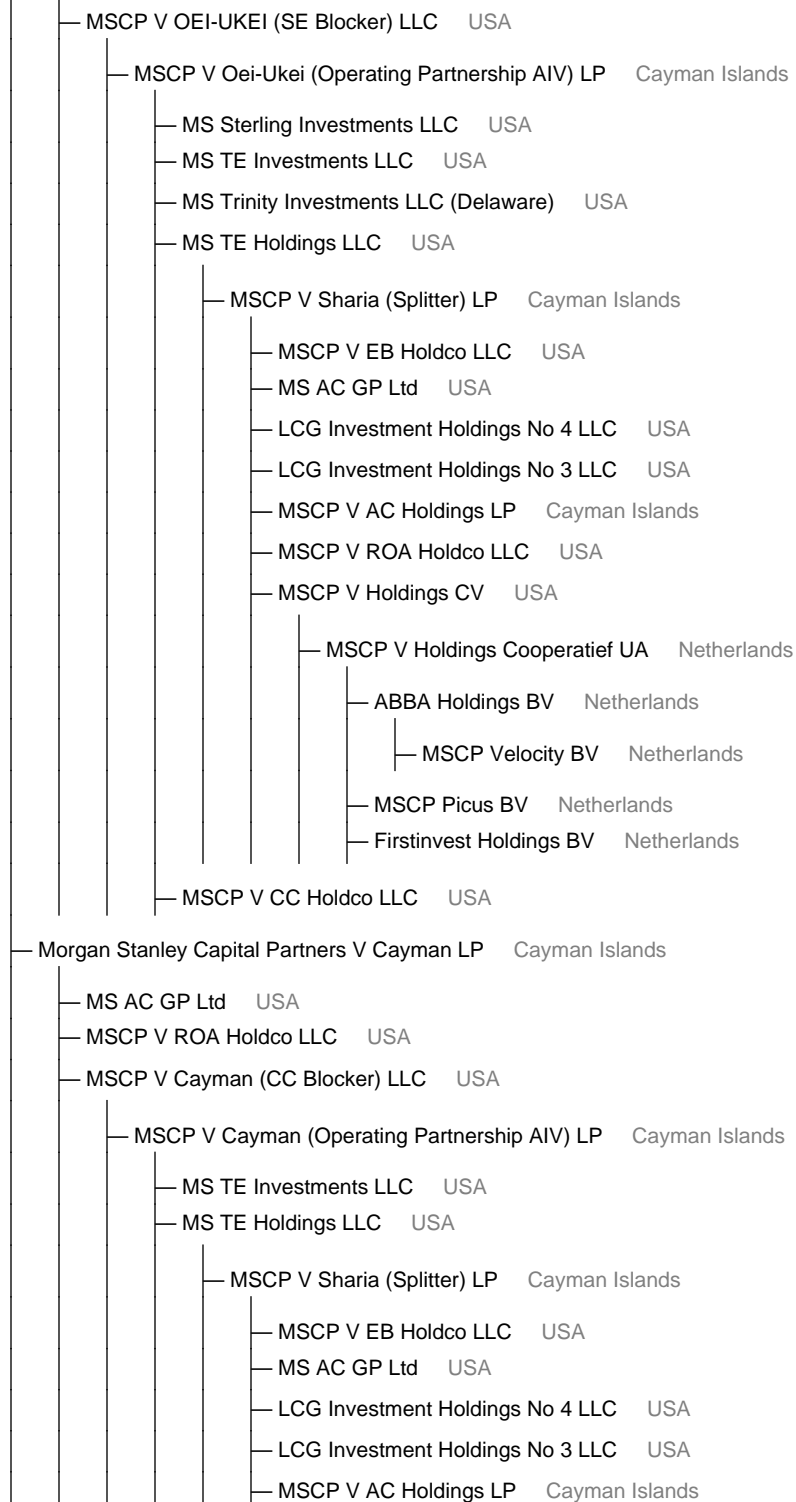 MSCP V OEI-UKEI (SE Blocker) LLC USA
MSCP V Oei-Ukei (Operating Partnership AIV) LP Cayman Islands
MS Sterling Investments LLC USA
MS TE Investments LLC USA
MS Trinity Investments LLC (Delaware) USA
MS TE Holdings LLC USA
MSCP V Sharia (Splitter) LP Cayman Islands
MSCP V EB Holdco LLC USA
MS AC GP Ltd USA
LCG Investment Holdings No 4 LLC USA
LCG Investment Holdings No 3 LLC USA
MSCP V AC Holdings LP Cayman Islands
MSCP V ROA Holdco LLC USA
MSCP V Holdings CV USA
MSCP V Holdings Cooperatief UA Netherlands
ABBA Holdings BV Netherlands
MSCP Velocity BV Netherlands
MSCP Picus BV Netherlands
Firstinvest Holdings BV Netherlands
MSCP V CC Holdco LLC USA
Morgan Stanley Capital Partners V Cayman LP Cayman Islands
MS AC GP Ltd USA
MSCP V ROA Holdco LLC USA
MSCP V Cayman (CC Blocker) LLC USA
MSCP V Cayman (Operating Partnership AIV) LP Cayman Islands
MS TE Investments LLC USA
MS TE Holdings LLC USA
MSCP V Sharia (Splitter) LP Cayman Islands
MSCP V EB Holdco LLC USA
MS AC GP Ltd USA
LCG Investment Holdings No 4 LLC USA
LCG Investment Holdings No 3 LLC USA
MSCP V AC Holdings LP Cayman Islands